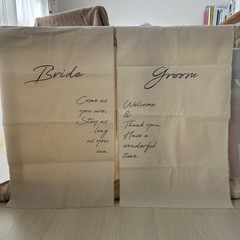 Bride
Come as
you are,
Stay as
long
as you
can.
Groom
Welcome
&
Thank you,
Have a
wonderful
time.